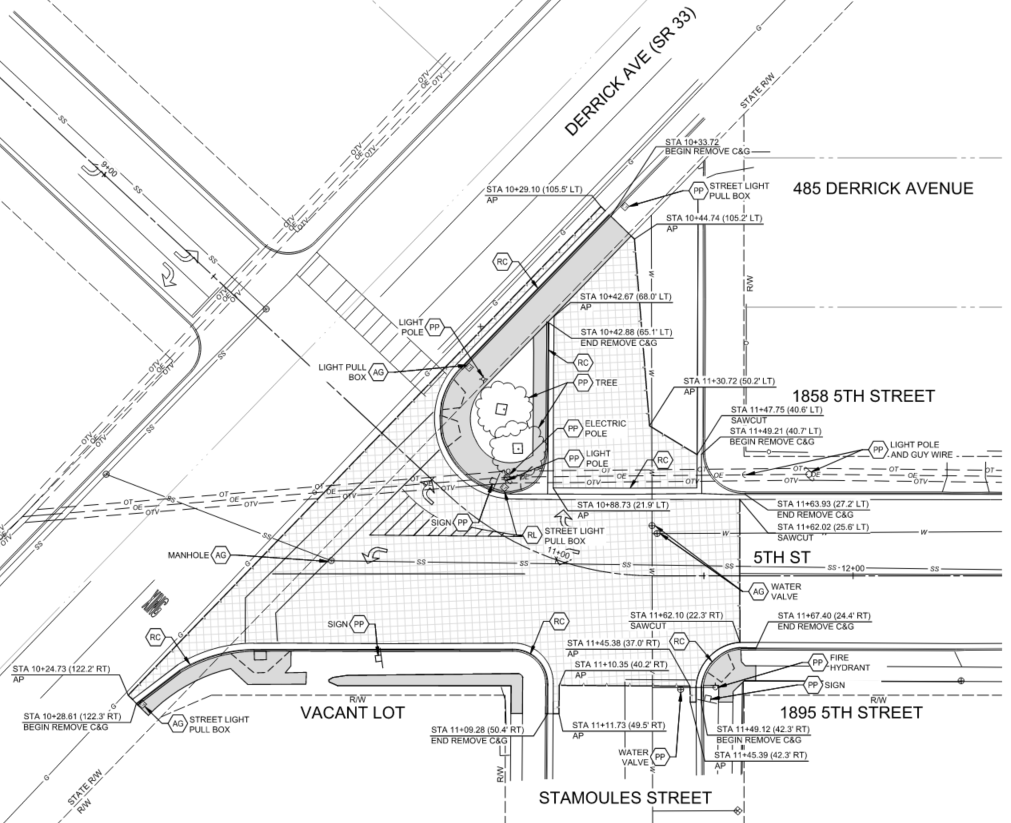 DERRICK AVE (SR 33)
STATE R/W
STA 10+33.72
BEGIN REMOVE C&G
485 DERRICK AVENUE
STA 10+29.10 (105.5' LT)
AP
PP
STREET LIGHT
PULL BOX
STA 10+44.74 (105.2' LT)
AP
9+00
RC
R/W
STA 10+42.67 (68.0' LT)
AP
LIGHT
POLE
PP
STA 10+42.88 (65.1' LT)
END REMOVE C&G
LIGHT PULL
BOX
AG
RC
PP
TREE
STA 11+30.72 (50.2' LT)
AP
1858 5TH STREET
STA 11+47.75 (40.6' LT)
SAWCUT
STA 11+49.21 (40.7' LT)
BEGIN REMOVE C&G
PP
ELECTRIC
POLE
PP
LIGHT
POLE
RC
PP
LIGHT POLE
AND GUY WIRE
STA 10+88.73 (21.9' LT)
AP
STA 11+63.93 (27.2' LT)
END REMOVE C&G
STA 11+62.02 (25.6' LT)
SAWCUT
SIGN
PP
RL
STREET LIGHT
PULL BOX
MANHOLE
AG
11+00
5TH ST
12+00
AG
WATER
VALVE
RC
SIGN
PP
RC
STA 11+62.10 (22.3' RT)
SAWCUT
STA 11+67.40 (24.4' RT)
END REMOVE C&G
STA 11+45.38 (37.0' RT)
AP
RC
STA 11+10.35 (40.2' RT)
AP
PP
FIRE
HYDRANT
PP
SIGN
STA 10+24.73 (122.2' RT)
AP
STA 10+28.61 (122.3' RT)
BEGIN REMOVE C&G
AG
STREET LIGHT
PULL BOX
R/W
VACANT LOT
R/W
1895 5TH STREET
STA 11+09.28 (50.4' RT)
END REMOVE C&G
STA 11+11.73 (49.5' RT)
AP
STA 11+49.12 (42.3' RT)
BEGIN REMOVE C&G
STA 11+45.39 (42.3' RT)
AP
WATER
VALVE
PP
STATE R/W
R/W
R/W
STAMOULES STREET